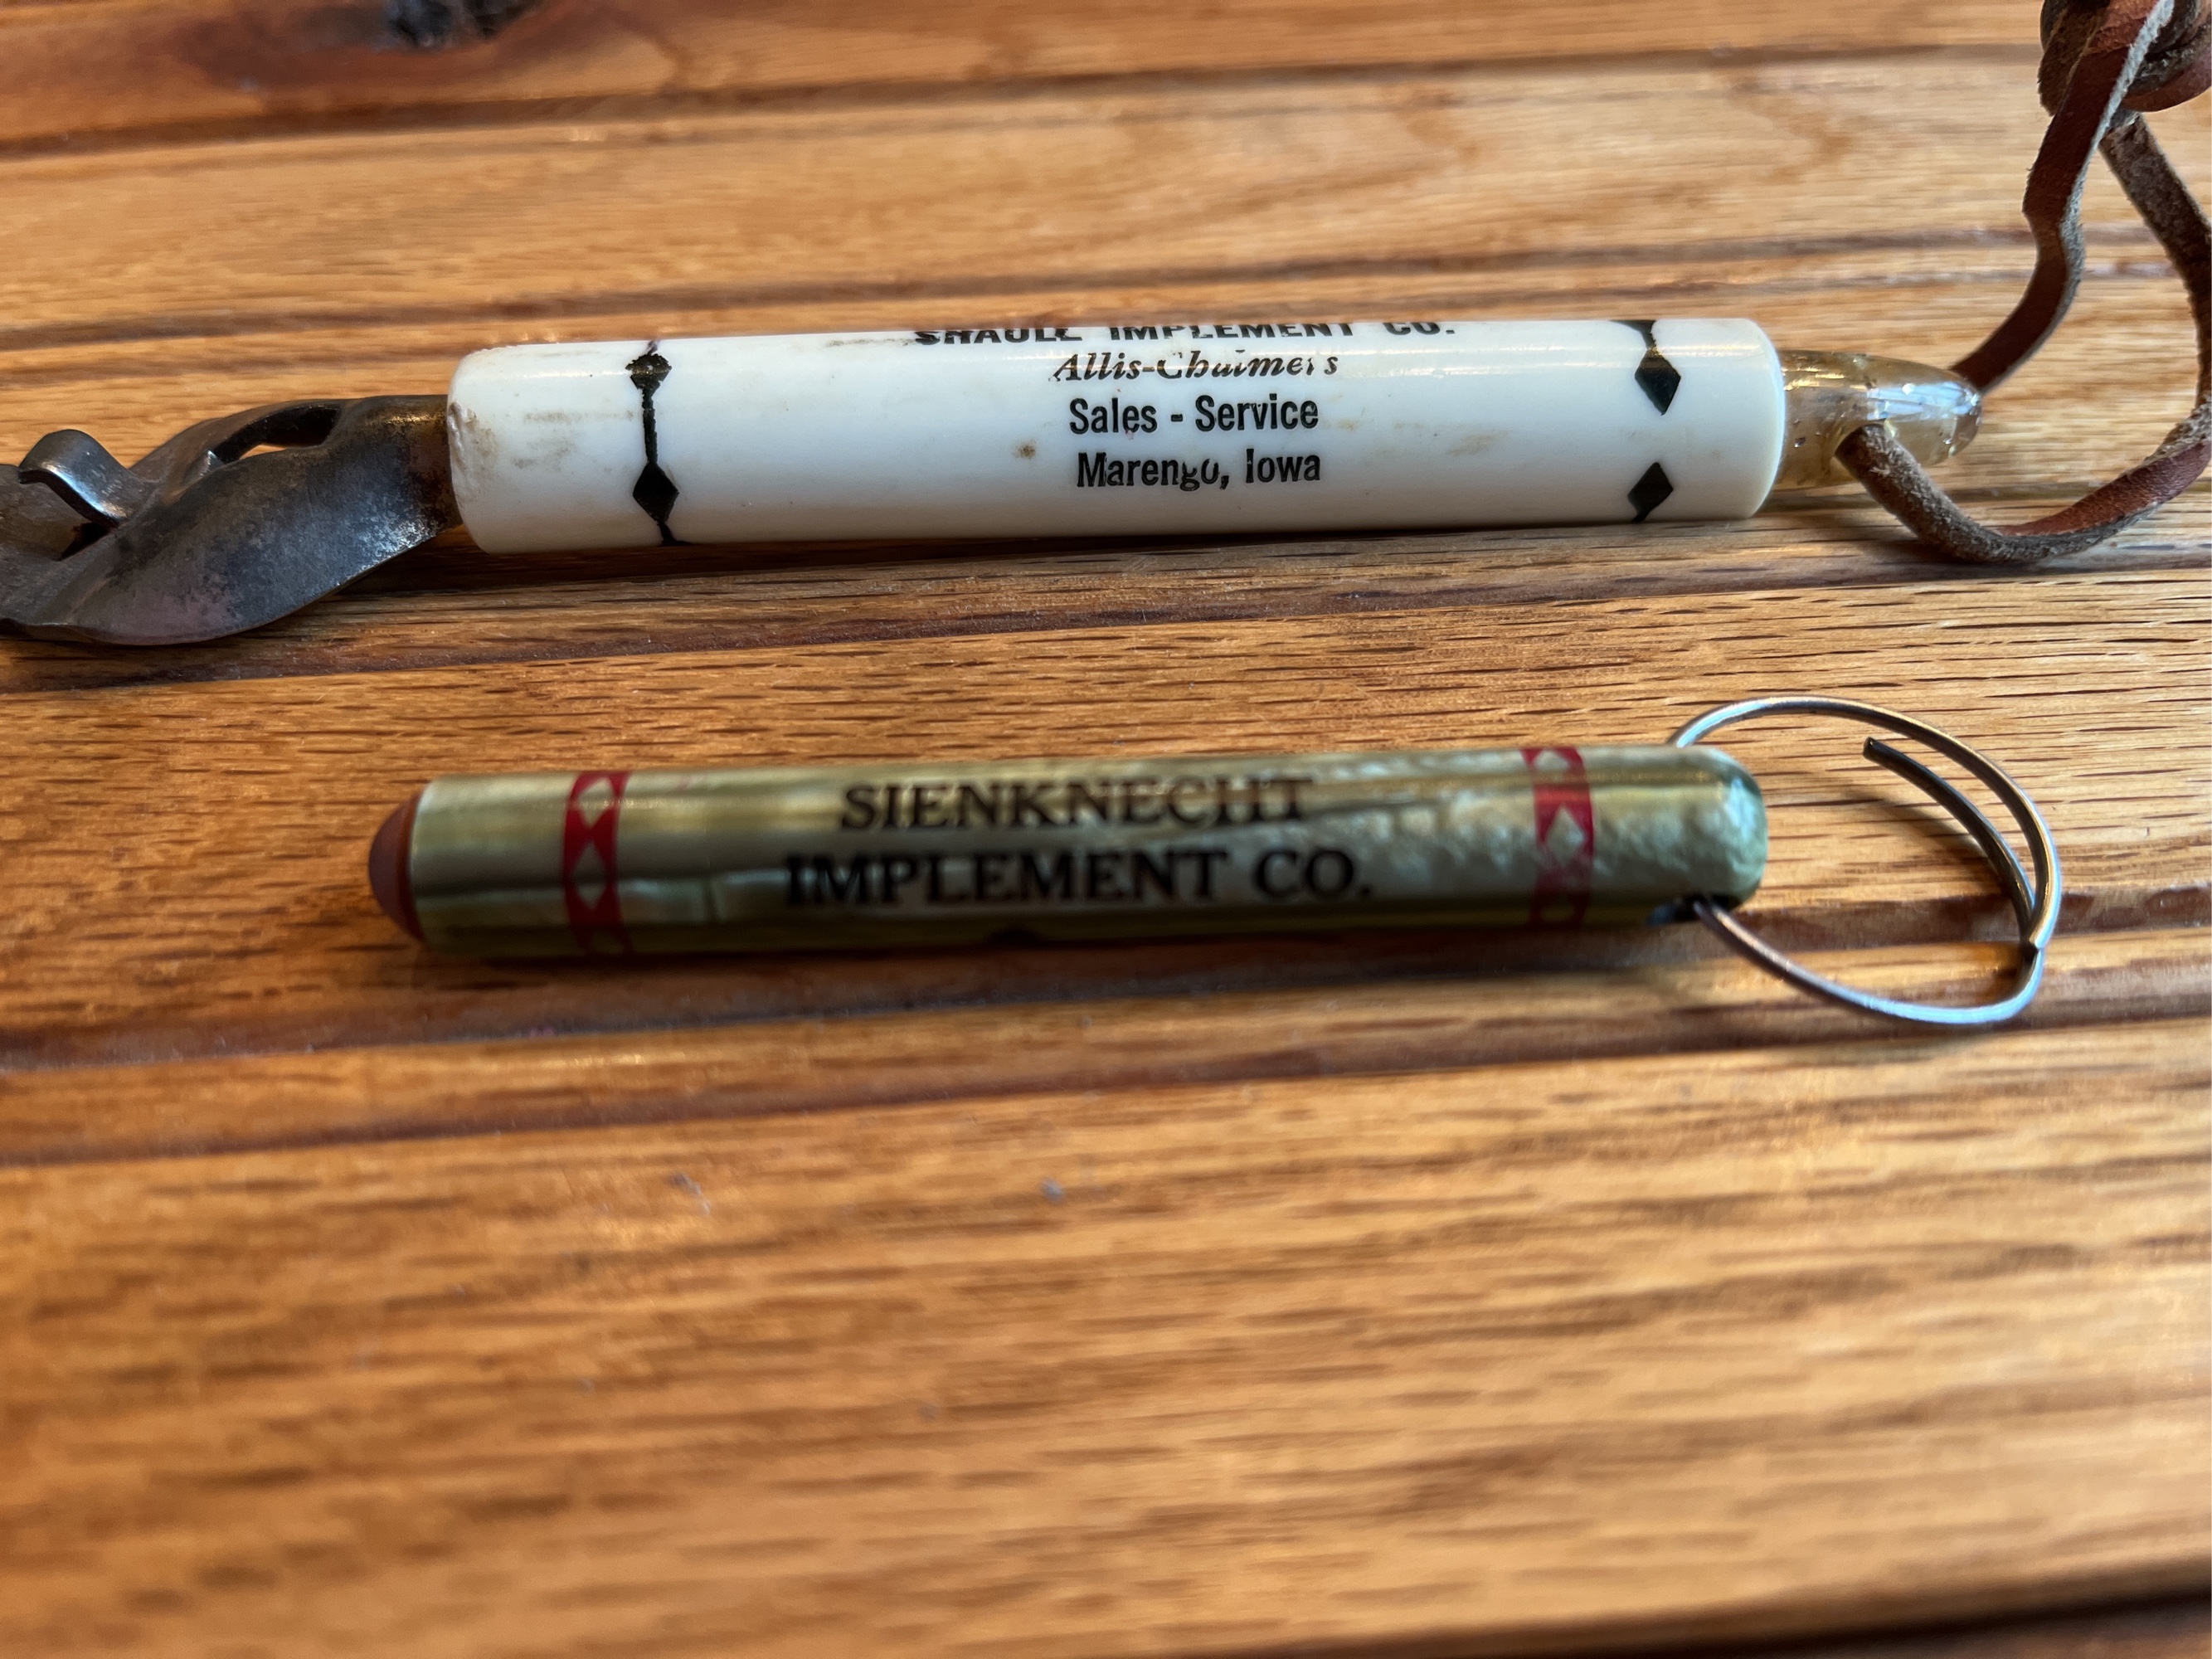 IMPLEMENT CO.
Allis-Chalmers
Sales - Service
Marengo, Iowa
SIENKNECHT
IMPLEMENT CO.